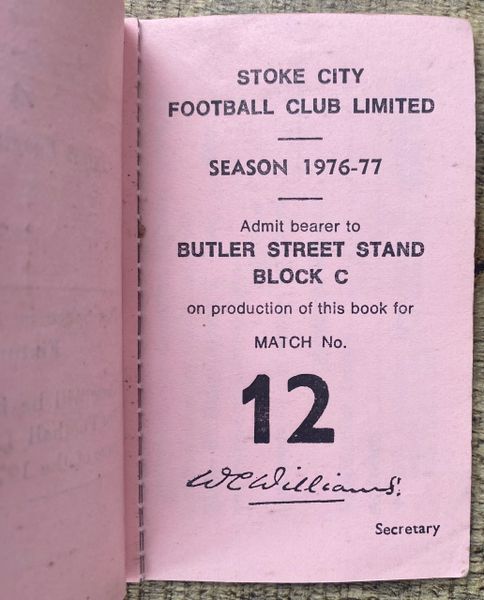 STOKE CITY
FOOTBALL CLUB LIMITED
SEASON 1976-77
Admit bearer to
BUTLER STREET STAND
BLOCK C
on production of this book for
MATCH No.
12
W C Williams.
Secretary